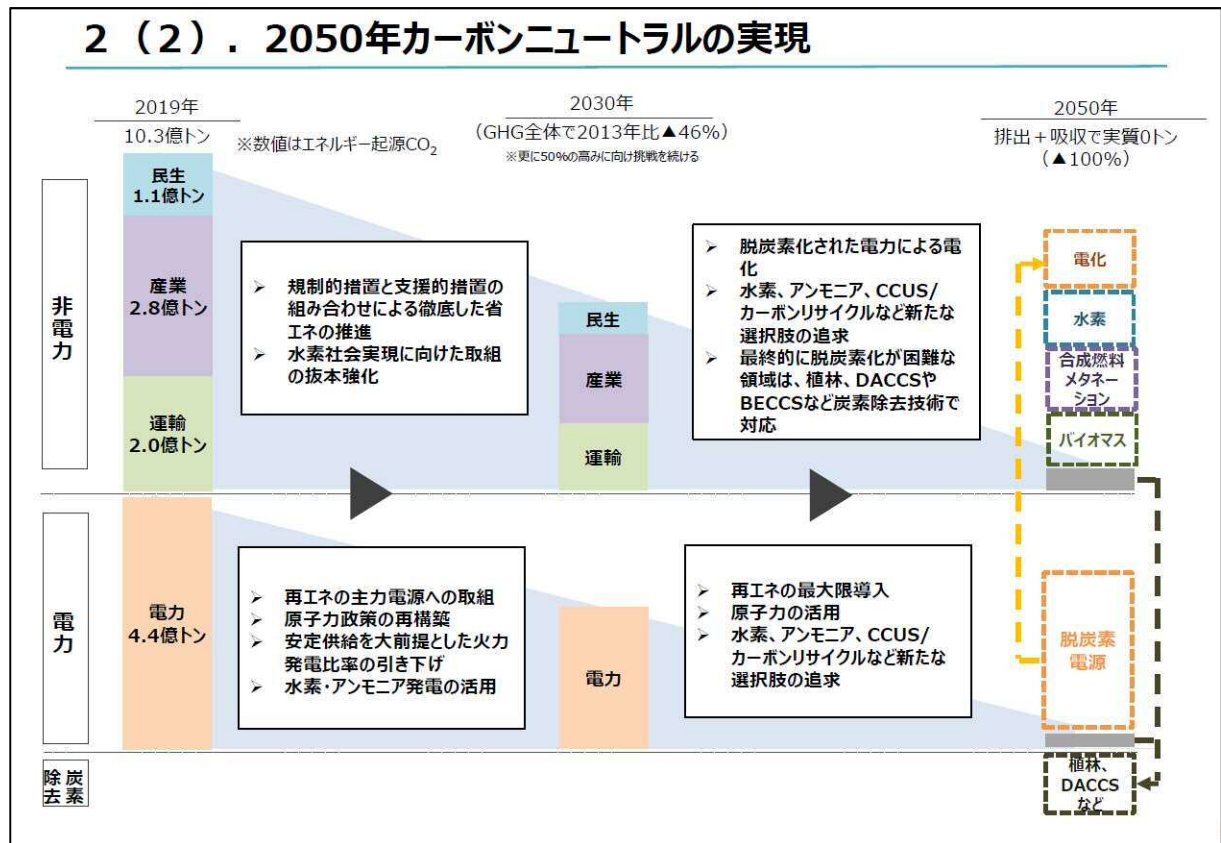 2（2）．2050年カーボンニュートラルの実現
2019年
10.3億トン
※数値はエネルギー起源CO₂
2030年
（GHG全体で2013年比▲46%）
※更に50%の高みに向け挑戦を続ける
2050年
排出＋吸収で実質0トン
（▲100%）
非電力
民生
1.1億トン
産業
2.8億トン
運輸
2.0億トン
➢ 規制的措置と支援的措置の
組み合わせによる徹底した省
エネの推進
➢ 水素社会実現に向けた取組
の抜本強化
民生
産業
運輸
➢ 脱炭素化された電力による電
化
➢ 水素、アンモニア、CCUS/
カーボンリサイクルなど新たな
選択肢の追求
➢ 最終的に脱炭素化が困難な
領域は、植林、DACCSや
BECCSなど炭素除去技術で
対応
電化
水素
合成燃料
メタネー
ション
バイオマス
電力
電力
4.4億トン
➢ 再エネの主力電源への取組
➢ 原子力政策の再構築
➢ 安定供給を大前提とした火力
発電比率の引き下げ
➢ 水素・アンモニア発電の活用
電力
➢ 再エネの最大限導入
➢ 原子力の活用
➢ 水素、アンモニア、CCUS/
カーボンリサイクルなど新たな
選択肢の追求
脱炭素
電源
炭素除去
植林、
DACCS
など